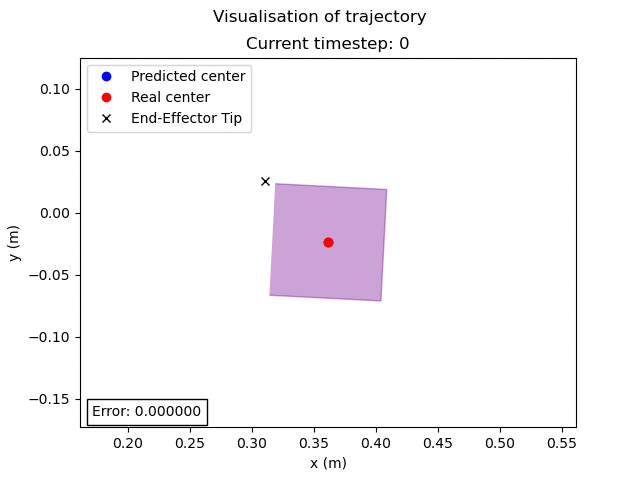 Visualisation of trajectory
Current timestep: 0
Predicted center
Real center
End-Effector Tip
0.10
0.05
0.00
−0.05
−0.10
−0.15
y (m)
Error: 0.000000
0.20 0.25 0.30 0.35 0.40 0.45 0.50 0.55
x (m)